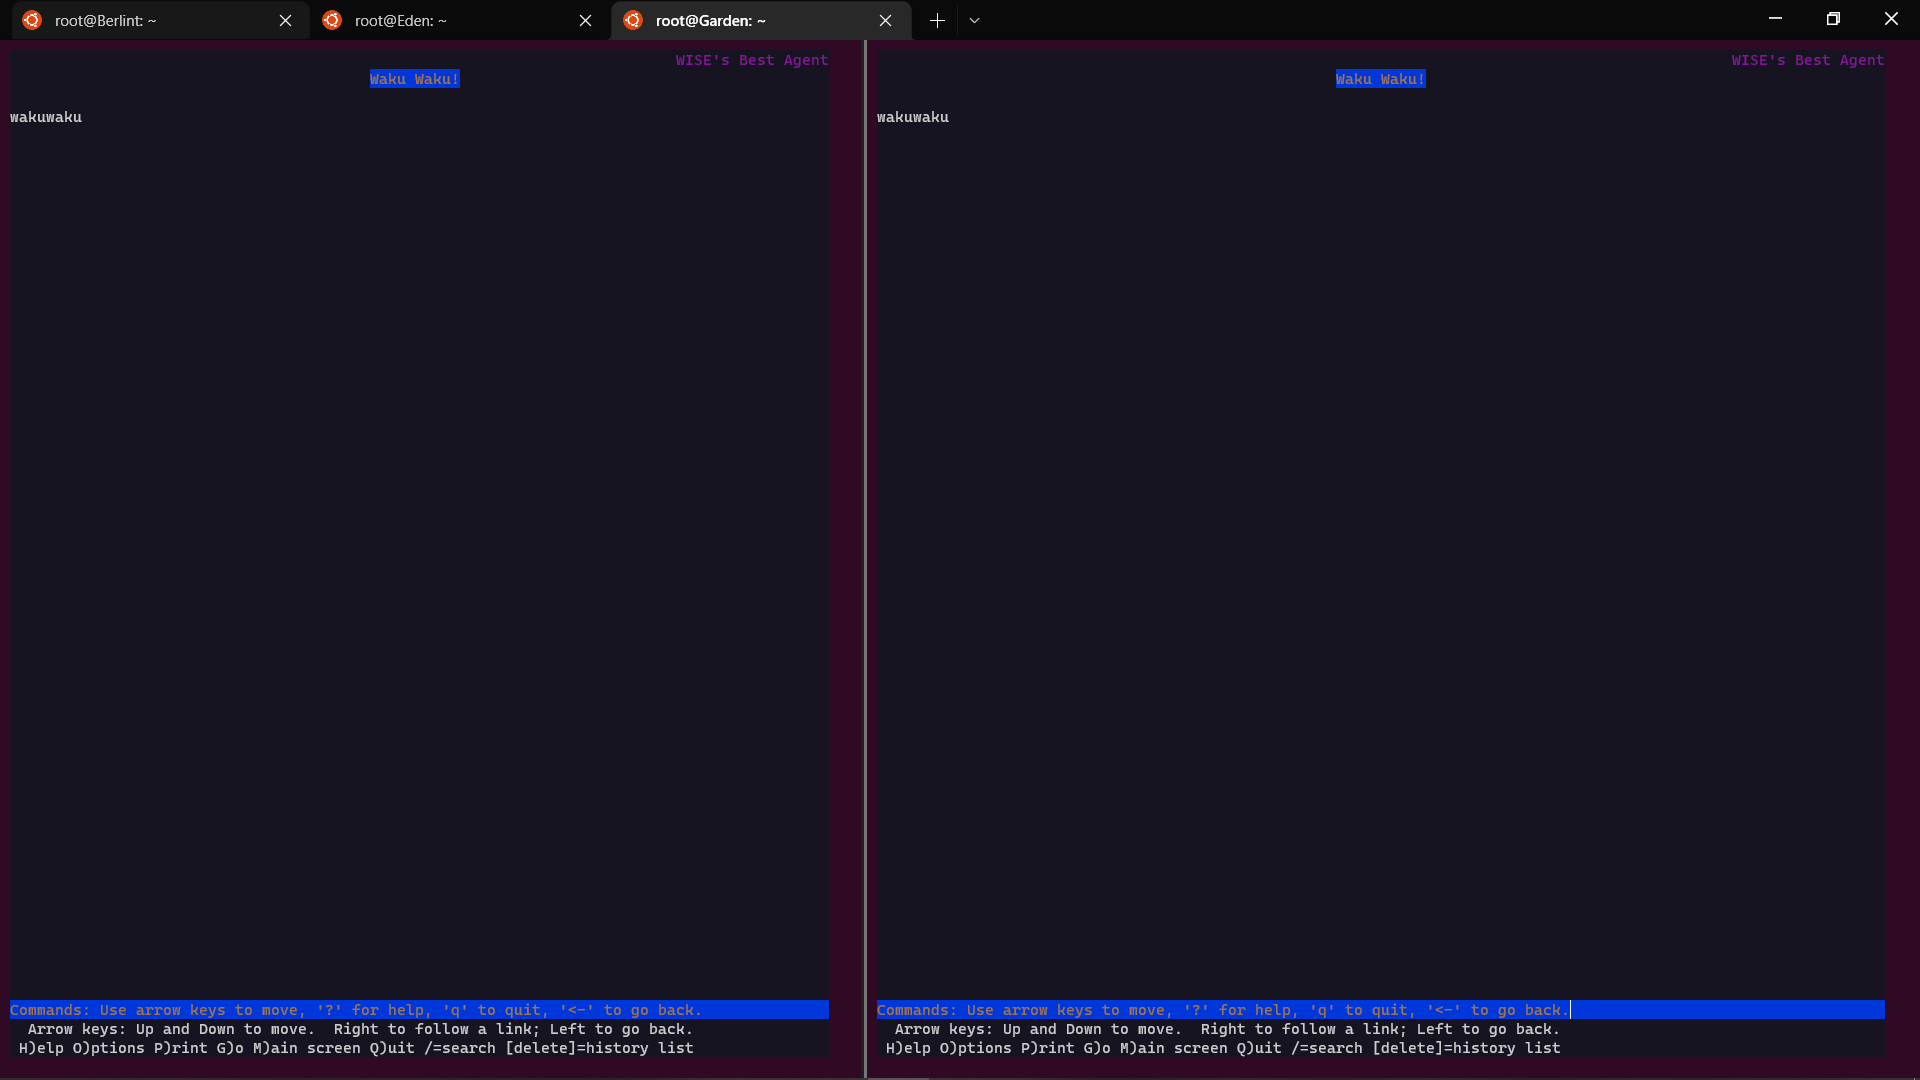 root@Berlint: ~
root@Eden: ~
root@Garden: ~
WISE's Best Agent
Waku Waku!
wakuwaku
Commands: Use arrow keys to move, '?' for help, 'q' to quit, '<-' to go back.
Arrow keys: Up and Down to move.  Right to follow a link; Left to go back.
H)elp O)ptions P)rint G)o M)ain screen Q)uit /=search [delete]=history list
WISE's Best Agent
Waku Waku!
wakuwaku
Commands: Use arrow keys to move, '?' for help, 'q' to quit, '<-' to go back.
Arrow keys: Up and Down to move.  Right to follow a link; Left to go back.
H)elp O)ptions P)rint G)o M)ain screen Q)uit /=search [delete]=history list